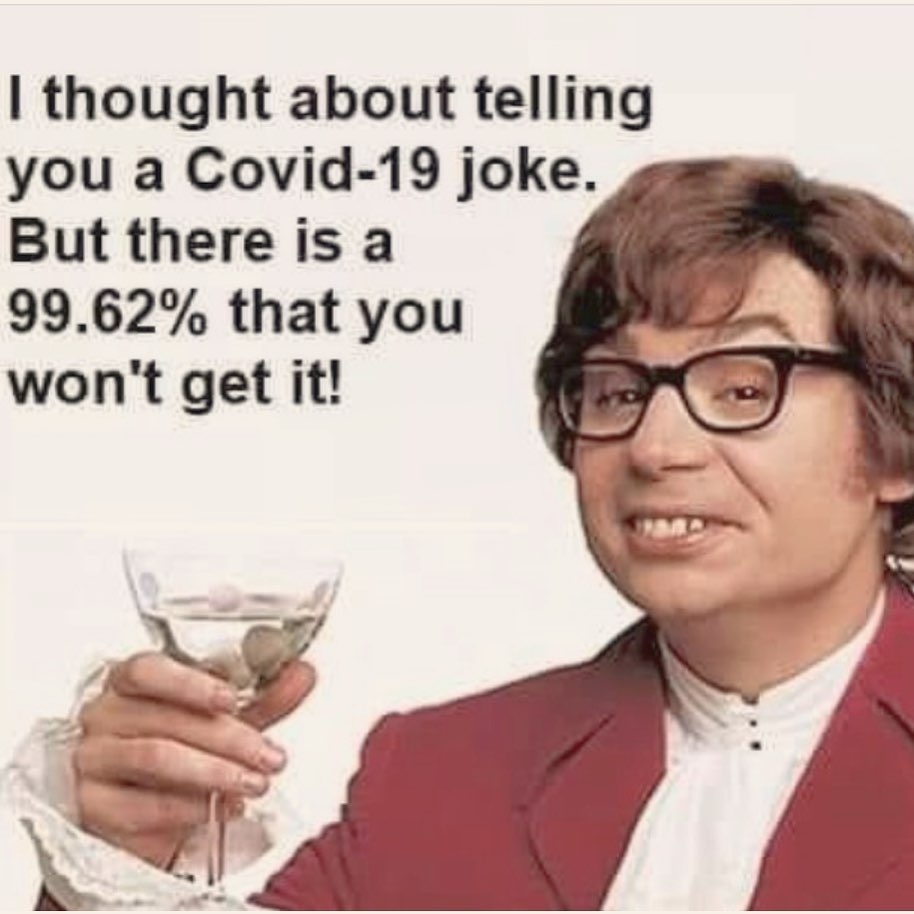 I thought about telling
you a Covid-19 joke.
But there is a
99.62% that you
won't get it!